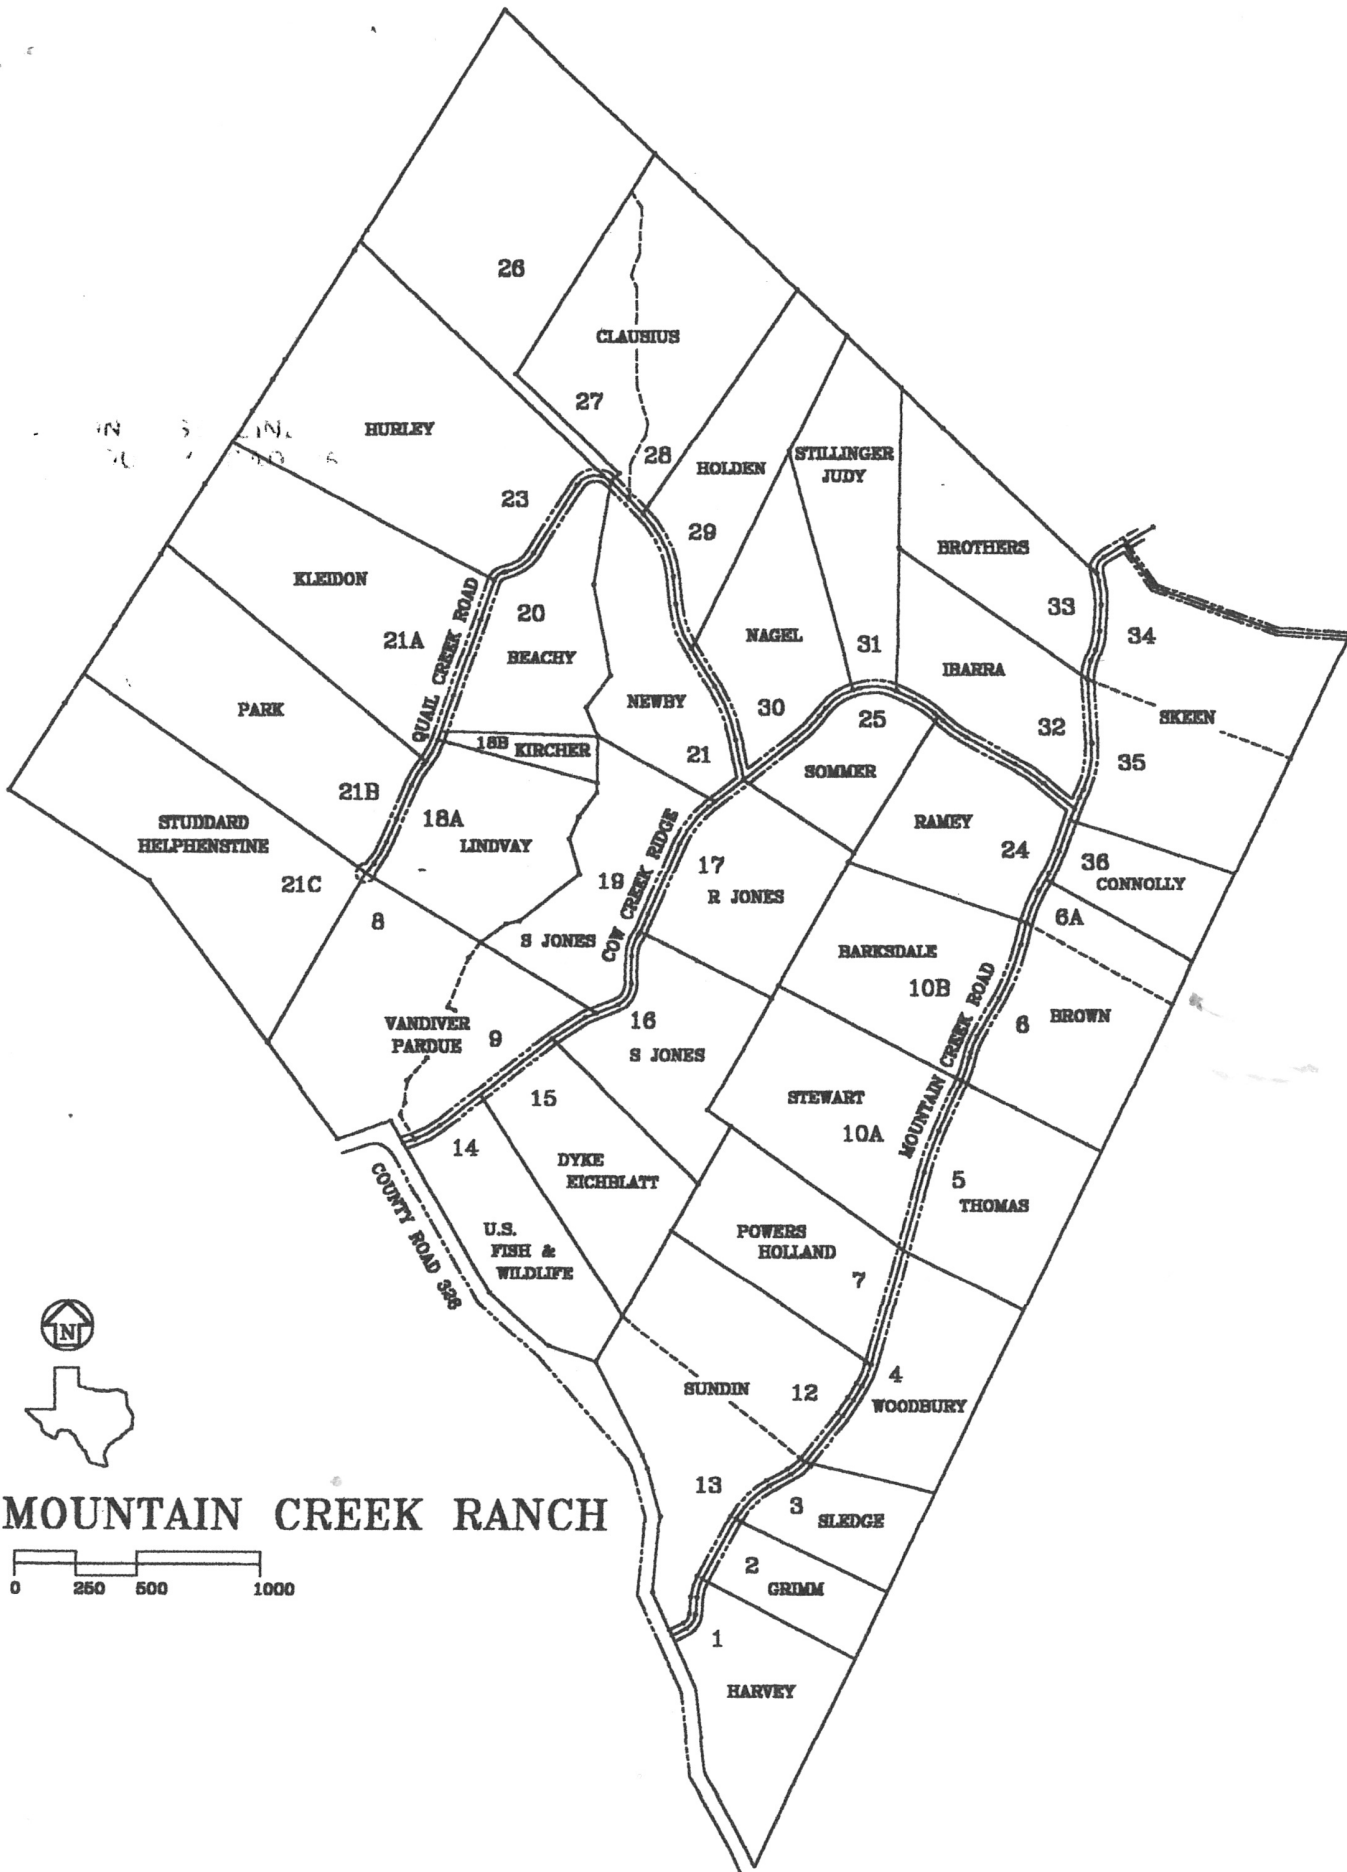 26
CLAUSIUS
27
28
HURLEY
23
HOLDEN
29
STILLINGER
JUDY
31
BROTHERS
33
34
KLEIDON
21A
QUAIL CREEK ROAD
20
BEACHY
NAGEL
30
IBARRA
32
SKEEN
35
PARK
21B
18B KIRCHER
NEWBY
21
25
SOMMER
STUDDARD
HELPHENSTINE
21C
18A
LINDVAY
RAMEY
24
36
CONNOLLY
19
COW CREEK RIDGE
17
R JONES
8
S JONES
6A
BARKSDALE
10B
MOUNTAIN CREEK ROAD
6
BROWN
VANDIVER
PARDUE
9
16
S JONES
15
14
STEWART
10A
DYKE
EICHBLATT
5
THOMAS
COUNTY ROAD 326
U.S.
FISH &
WILDLIFE
POWERS
HOLLAND
7
N
SUNDIN
12
4
WOODBURY
13
3
SLEDGE
MOUNTAIN CREEK RANCH
0 250 500 1000
2
GRIMM
1
HARVEY